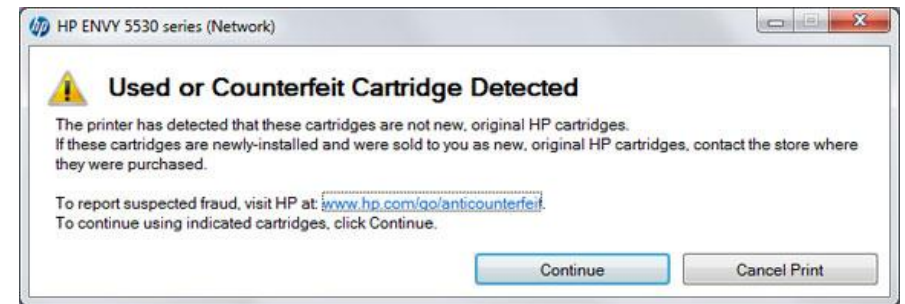 HP ENVY 5530 series (Network)
Used or Counterfeit Cartridge Detected
The printer has detected that these cartridges are not new, original HP cartridges.
If these cartridges are newly-installed and were sold to you as new, original HP cartridges, contact the store where
they were purchased.
To report suspected fraud, visit HP at: www.hp.com/go/anticounterfeit.
To continue using indicated cartridges, click Continue.
Continue
Cancel Print